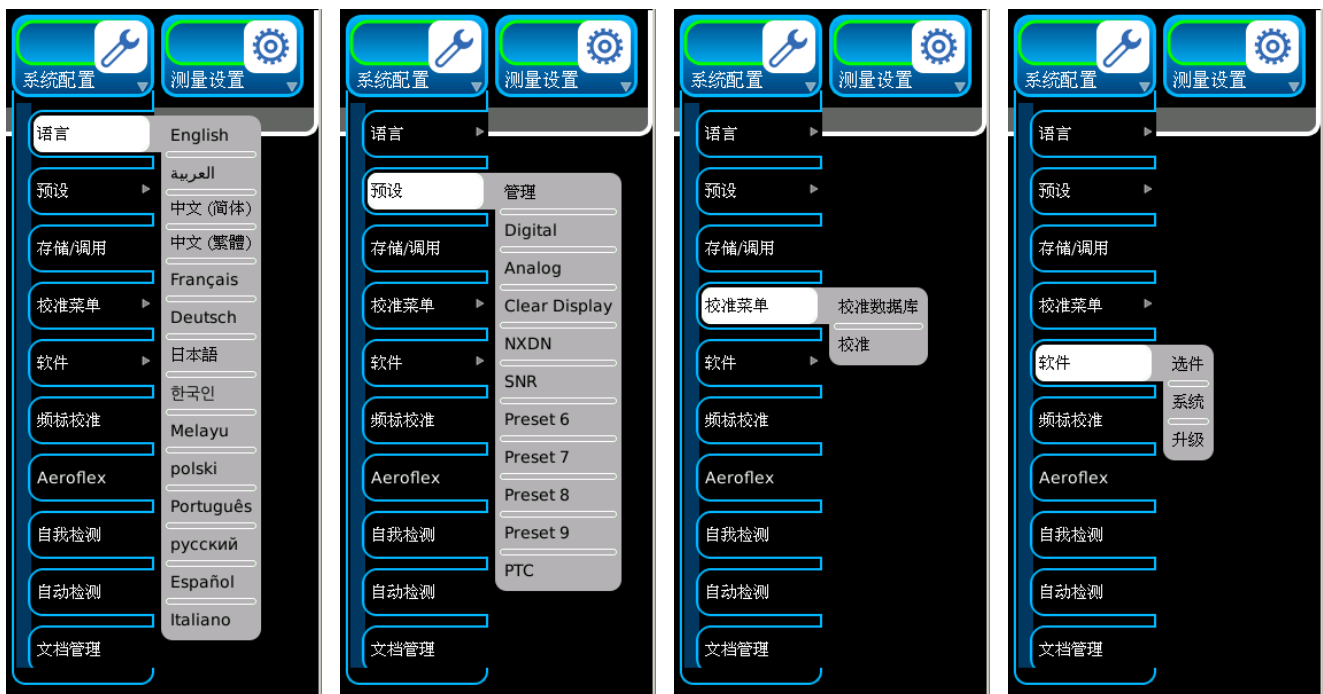 系统配置
测量设置
语言
预设
存储/调用
校准菜单
软件
频标校准
Aeroflex
自我检测
自动检测
文档管理
English
العربية
中文 (简体)
中文 (繁體)
Français
Deutsch
日本語
한국인
Melayu
polski
Português
русский
Español
Italiano
系统配置
测量设置
语言
预设
存储/调用
校准菜单
软件
频标校准
Aeroflex
自我检测
自动检测
文档管理
管理
Digital
Analog
Clear Display
NXDN
SNR
Preset 6
Preset 7
Preset 8
Preset 9
PTC
系统配置
测量设置
语言
预设
存储/调用
校准菜单
软件
频标校准
Aeroflex
自我检测
自动检测
文档管理
校准数据库
校准
系统配置
测量设置
语言
预设
存储/调用
校准菜单
软件
频标校准
Aeroflex
自我检测
自动检测
文档管理
选件
系统
升级